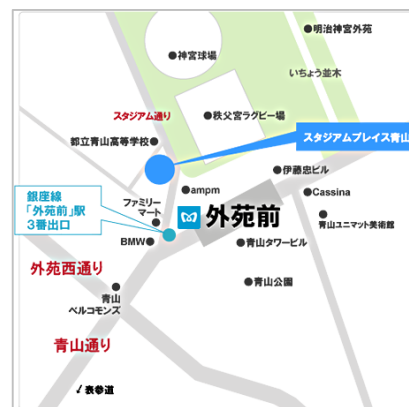 明治神宮外苑
神宮球場
いちょう並木
スタジアム通り
秩父宮ラグビー場
都立青山高等学校
スタジアムプレイス青山
伊藤忠ビル
ampm
Cassina
銀座線
「外苑前」駅
3番出口
ファミリー
マート
外苑前
青山ユニマット美術館
BMW
青山タワービル
外苑西通り
青山公園
青山
ベルコモンズ
青山通り
表参道